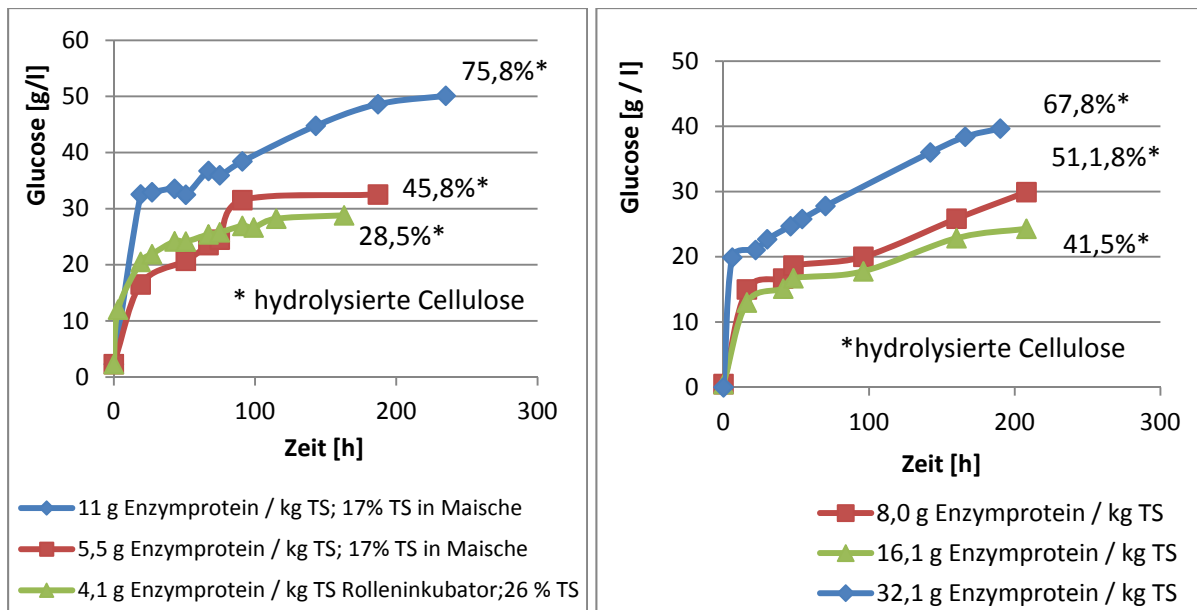 Glucose [g/l]
60
50
40
30
20
10
0
75,8%*
45,8%*
28,5%*
* hydrolysierte Cellulose
0 100 200 300
Zeit [h]
11 g Enzymprotein / kg TS; 17% TS in Maische
5,5 g Enzymprotein / kg TS; 17% TS in Maische
4,1 g Enzymprotein / kg TS Rolleninkubator;26 % TS
Glucose [g / l]
50
40
30
20
10
0
67,8%*
51,1,8%*
41,5%*
*hydrolysierte Cellulose
0 100 200 300
Zeit [h]
8,0 g Enzymprotein / kg TS
16,1 g Enzymprotein / kg TS
32,1 g Enzymprotein / kg TS